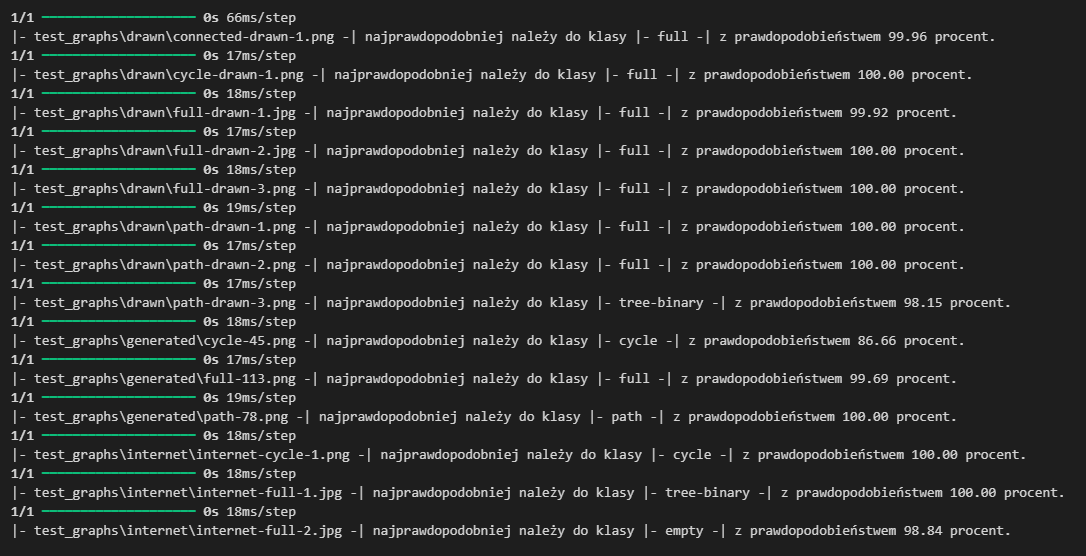 1/1 ━━━━━━━━━━━━━━━━━━━━ 0s 66ms/step
|- test_graphs\drawn\connected-drawn-1.png -| najprawdopodobniej należy do klasy |- full -| z prawdopodobieństwem 99.96 procent.
1/1 ━━━━━━━━━━━━━━━━━━━━ 0s 17ms/step
|- test_graphs\drawn\cycle-drawn-1.png -| najprawdopodobniej należy do klasy |- full -| z prawdopodobieństwem 100.00 procent.
1/1 ━━━━━━━━━━━━━━━━━━━━ 0s 18ms/step
|- test_graphs\drawn\full-drawn-1.jpg -| najprawdopodobniej należy do klasy |- full -| z prawdopodobieństwem 99.92 procent.
1/1 ━━━━━━━━━━━━━━━━━━━━ 0s 17ms/step
|- test_graphs\drawn\full-drawn-2.jpg -| najprawdopodobniej należy do klasy |- full -| z prawdopodobieństwem 100.00 procent.
1/1 ━━━━━━━━━━━━━━━━━━━━ 0s 18ms/step
|- test_graphs\drawn\full-drawn-3.png -| najprawdopodobniej należy do klasy |- full -| z prawdopodobieństwem 100.00 procent.
1/1 ━━━━━━━━━━━━━━━━━━━━ 0s 19ms/step
|- test_graphs\drawn\path-drawn-1.png -| najprawdopodobniej należy do klasy |- full -| z prawdopodobieństwem 100.00 procent.
1/1 ━━━━━━━━━━━━━━━━━━━━ 0s 17ms/step
|- test_graphs\drawn\path-drawn-2.png -| najprawdopodobniej należy do klasy |- full -| z prawdopodobieństwem 100.00 procent.
1/1 ━━━━━━━━━━━━━━━━━━━━ 0s 17ms/step
|- test_graphs\drawn\path-drawn-3.png -| najprawdopodobniej należy do klasy |- tree-binary -| z prawdopodobieństwem 98.15 procent.
1/1 ━━━━━━━━━━━━━━━━━━━━ 0s 18ms/step
|- test_graphs\generated\cycle-45.png -| najprawdopodobniej należy do klasy |- cycle -| z prawdopodobieństwem 86.66 procent.
1/1 ━━━━━━━━━━━━━━━━━━━━ 0s 17ms/step
|- test_graphs\generated\full-113.png -| najprawdopodobniej należy do klasy |- full -| z prawdopodobieństwem 99.69 procent.
1/1 ━━━━━━━━━━━━━━━━━━━━ 0s 19ms/step
|- test_graphs\generated\path-78.png -| najprawdopodobniej należy do klasy |- path -| z prawdopodobieństwem 100.00 procent.
1/1 ━━━━━━━━━━━━━━━━━━━━ 0s 18ms/step
|- test_graphs\internet\internet-cycle-1.png -| najprawdopodobniej należy do klasy |- cycle -| z prawdopodobieństwem 100.00 procent.
1/1 ━━━━━━━━━━━━━━━━━━━━ 0s 18ms/step
|- test_graphs\internet\internet-full-1.jpg -| najprawdopodobniej należy do klasy |- tree-binary -| z prawdopodobieństwem 100.00 procent.
1/1 ━━━━━━━━━━━━━━━━━━━━ 0s 18ms/step
|- test_graphs\internet\internet-full-2.jpg -| najprawdopodobniej należy do klasy |- empty -| z prawdopodobieństwem 98.84 procent.